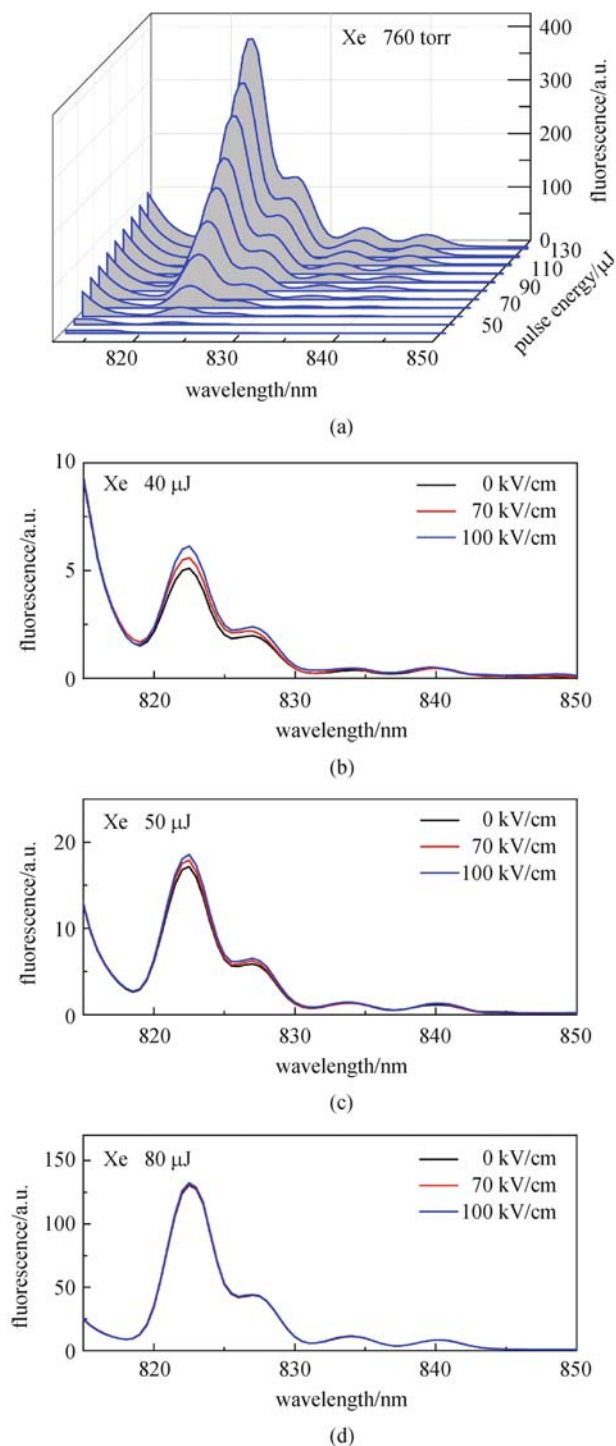 Xe 760 torr
400
300
200
100
0
fluorescence/a.u.
130
110
90
70
50
pulse energy/μJ
820
830
840
850
wavelength/nm
(a)
10
Xe 40 μJ
0 kV/cm
70 kV/cm
100 kV/cm
5
0
fluorescence/a.u.
820
830
840
850
wavelength/nm
(b)
Xe 50 μJ
0 kV/cm
20
70 kV/cm
100 kV/cm
10
0
fluorescence/a.u.
820
830
840
850
wavelength/nm
(c)
Xe 80 μJ
0 kV/cm
150
70 kV/cm
100 kV/cm
100
50
0
fluorescence/a.u.
820
830
840
850
wavelength/nm
(d)